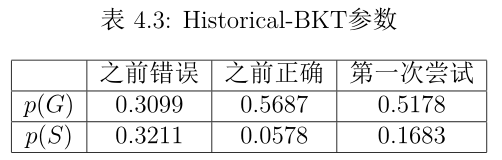 表 4.3: Historical-BKT参数
之前错误 之前正确 第一次尝试
p(G) 0.3099 0.5687 0.5178
p(S) 0.3211 0.0578 0.1683